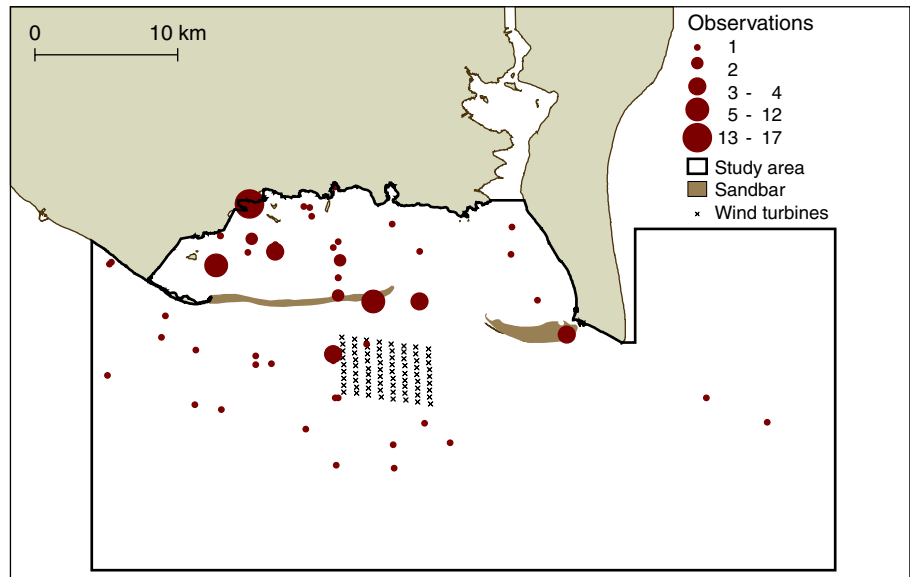 0 10 km
Observations
1
2
3 - 4
5 - 12
13 - 17
Study area
Sandbar
Wind turbines